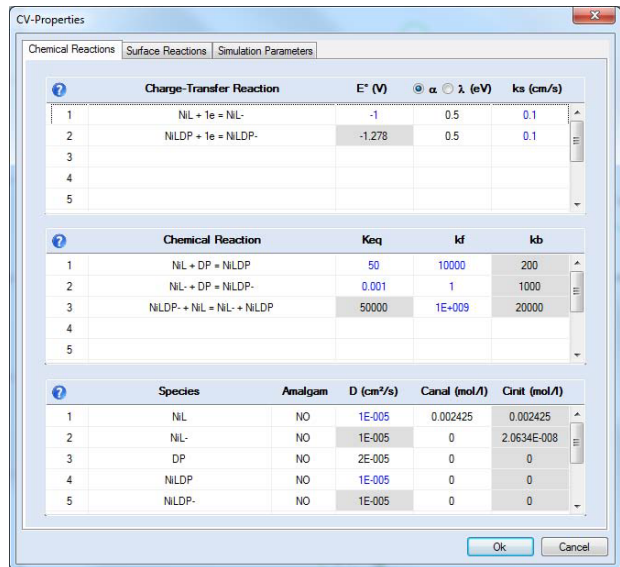 CV-Properties
Chemical Reactions Surface Reactions Simulation Parameters
Charge-Transfer Reaction E° (V) α λ (eV) ks (cm/s)
1 NiL + 1e = NiL- -1 0.5 0.1
2 NiLDP + 1e = NiLDP- -1.278 0.5 0.1
3
4
5
Chemical Reaction Keq kf kb
1 NiL + DP = NiLDP 50 10000 200
2 NiL- + DP = NiLDP- 0.001 1 1000
3 NiLDP- + NiL = NiL- + NiLDP 50000 1E+009 20000
4
5
Species Amalgam D (cm²/s) Canal (mol/l) Cinit (mol/l)
1 NiL NO 1E-005 0.002425 0.002425
2 NiL- NO 1E-005 0 2.0634E-008
3 DP NO 2E-005 0 0
4 NiLDP NO 1E-005 0 0
5 NiLDP- NO 1E-005 0 0
Ok Cancel